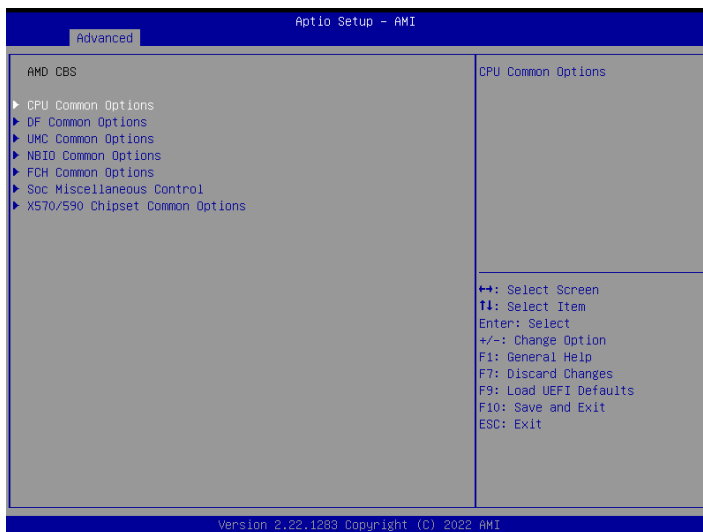 Aptio Setup – AMI
Advanced
AMD CBS
CPU Common Options
DF Common Options
UMC Common Options
NBIO Common Options
FCH Common Options
Soc Miscellaneous Control
X570/590 Chipset Common Options
CPU Common Options
↔: Select Screen
↑↓: Select Item
Enter: Select
+/-: Change Option
F1: General Help
F7: Discard Changes
F9: Load UEFI Defaults
F10: Save and Exit
ESC: Exit
Version 2.22.1283 Copyright (C) 2022 AMI